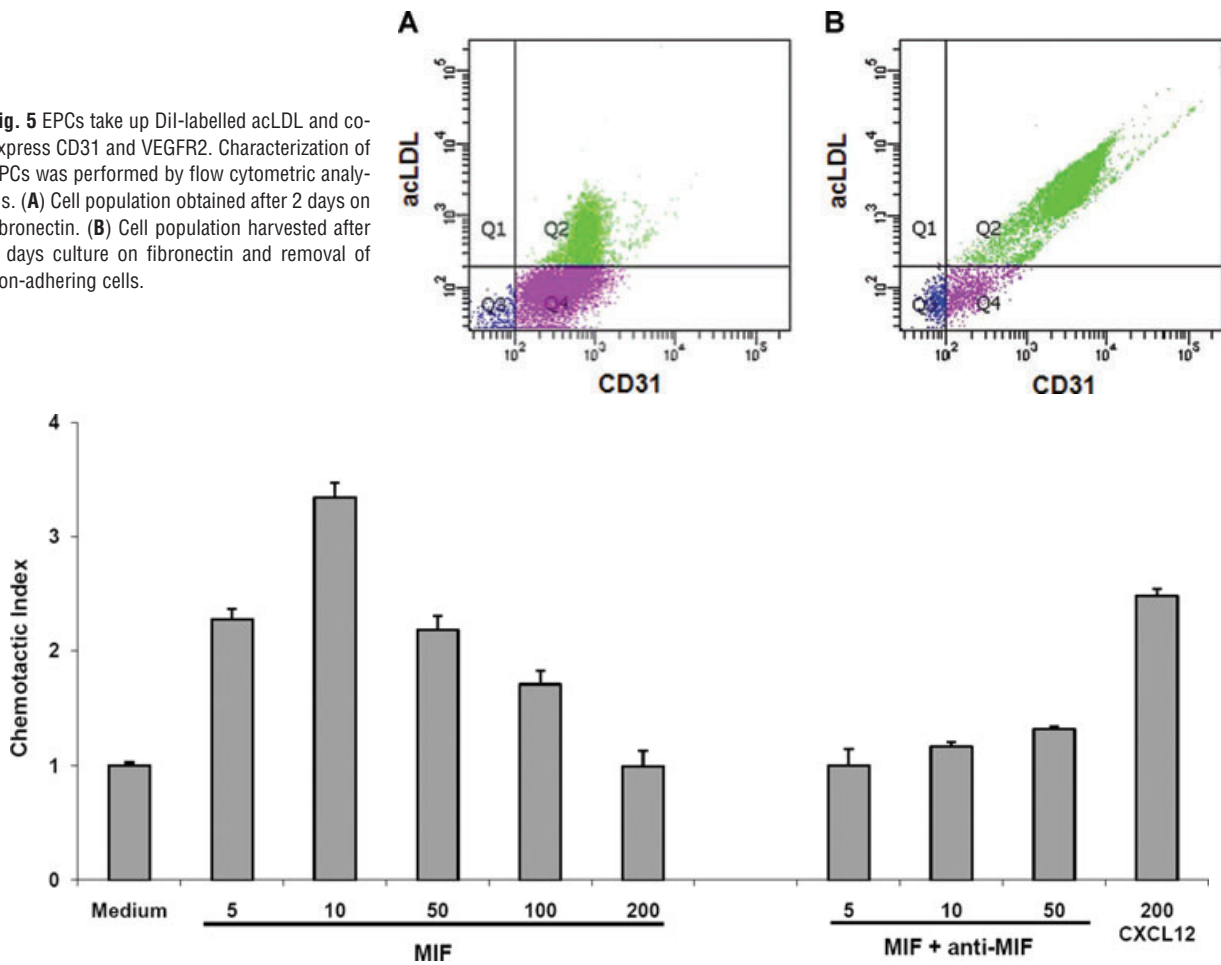 ig. 5 EPCs take up DiI-labelled acLDL and co-
xpress CD31 and VEGFR2. Characterization of
PCs was performed by flow cytometric analy-
s. (A) Cell population obtained after 2 days on
bronectin. (B) Cell population harvested after
days culture on fibronectin and removal of
on-adhering cells.
A
acLDL
10^5
10^4
10^3
10^2
Q1
Q2
Q3
Q4
10^2 10^3 10^4 10^5
CD31
B
acLDL
10^5
10^4
10^3
10^2
Q1
Q2
Q4
10^2 10^3 10^4 10^5
CD31
Chemotactic Index
4
3
2
1
0
Medium 5 10 50 100 200 5 10 50 200
CXCL12
MIF
MIF + anti-MIF